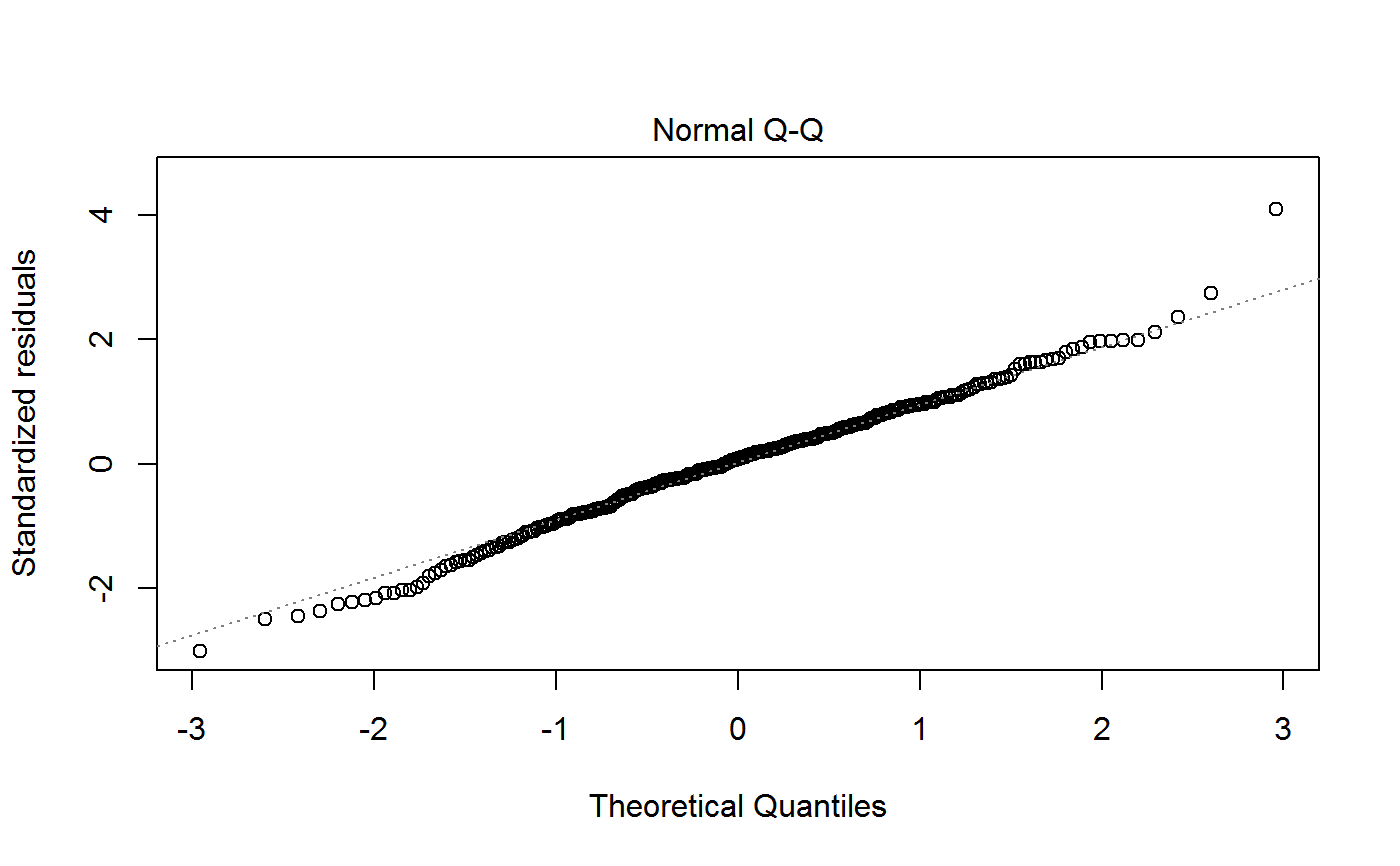 Normal Q-Q
Standardized residuals
4
2
0
-2
-3 -2 -1 0 1 2 3
Theoretical Quantiles